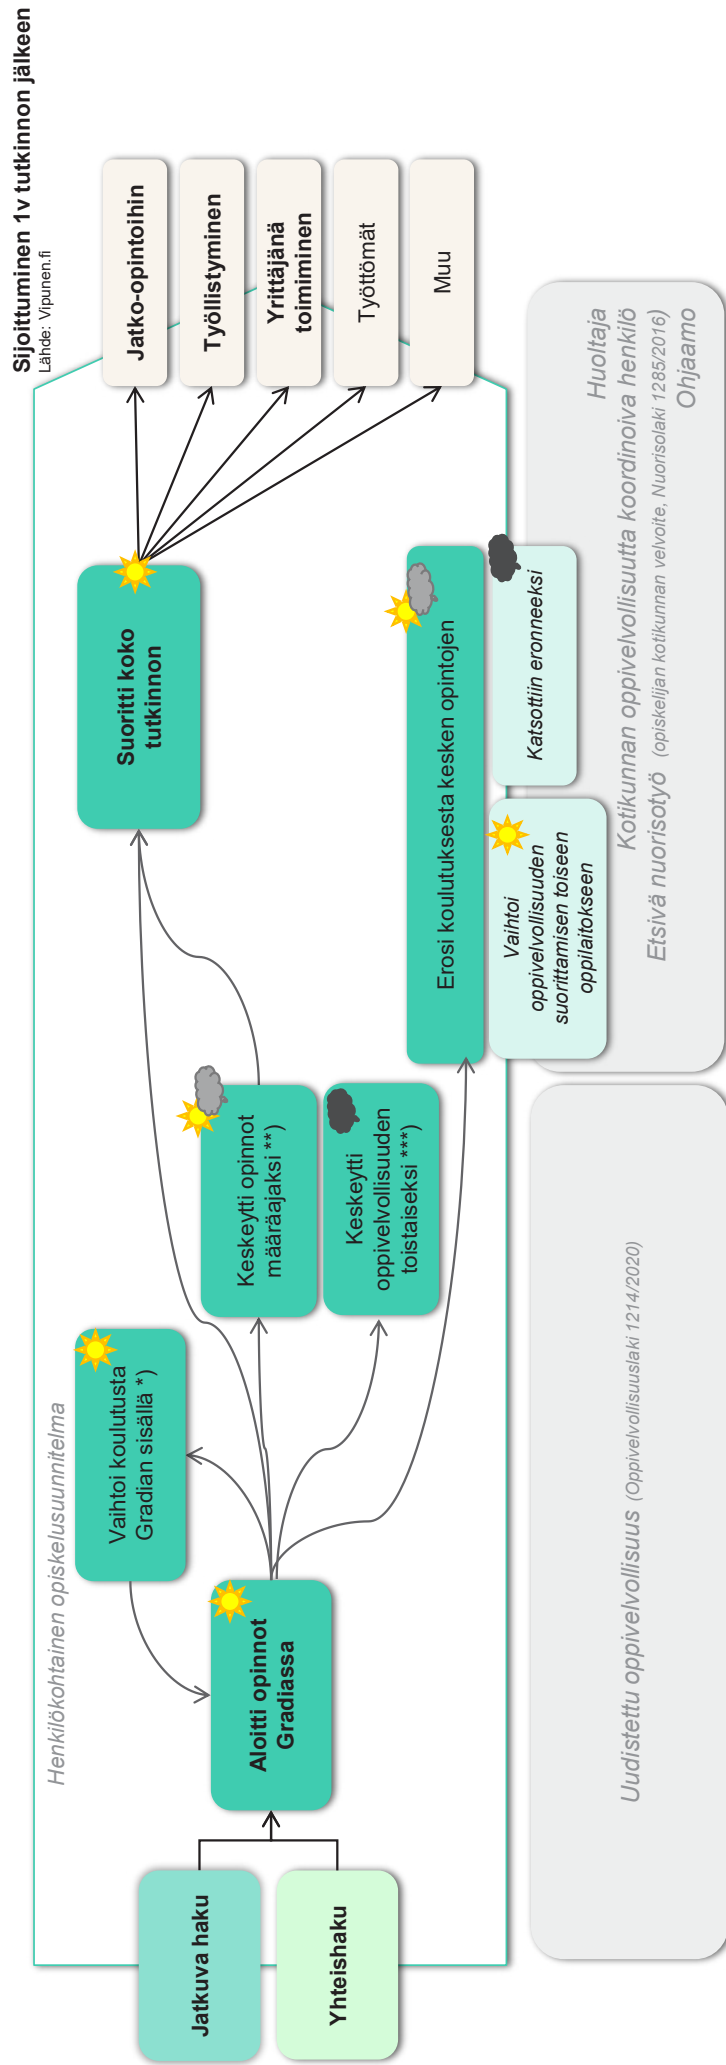 Sijoittuminen 1v tutkinnon jälkeen
Lähde: Vipunen.fi
Henkilökohtainen opiskelusuunnitelma
Jatkuva haku
Yhteishaku
Aloitti opinnot
Gradiassa
Vaihtoi koulutusta
Gradian sisällä *)
Keskeytti opinnot
määräajaksi **)
Keskeytti
oppivelvollisuuden
toistaiseksi ***)
Suoritti koko
tutkinnon
Erosi koulutuksesta kesken opintojen
Vaihtoi
oppivelvollisuuden
suorittamisen toiseen
oppilaitokseen
Katsottiin eronneeksi
Jatko-opintoihin
Työllistyminen
Yrittäjänä
toimiminen
Työttömät
Muu
Uudistettu oppivelvollisuus (Oppivelvollisuuslaki 1214/2020)
Huoltaja
Kotikunnan oppivelvollisuutta koordinoiva henkilö
Etsivä nuorisotyö (opiskelijan kotikunnan velvoite, Nuorisolaki 1285/2016)
Ohjaamo